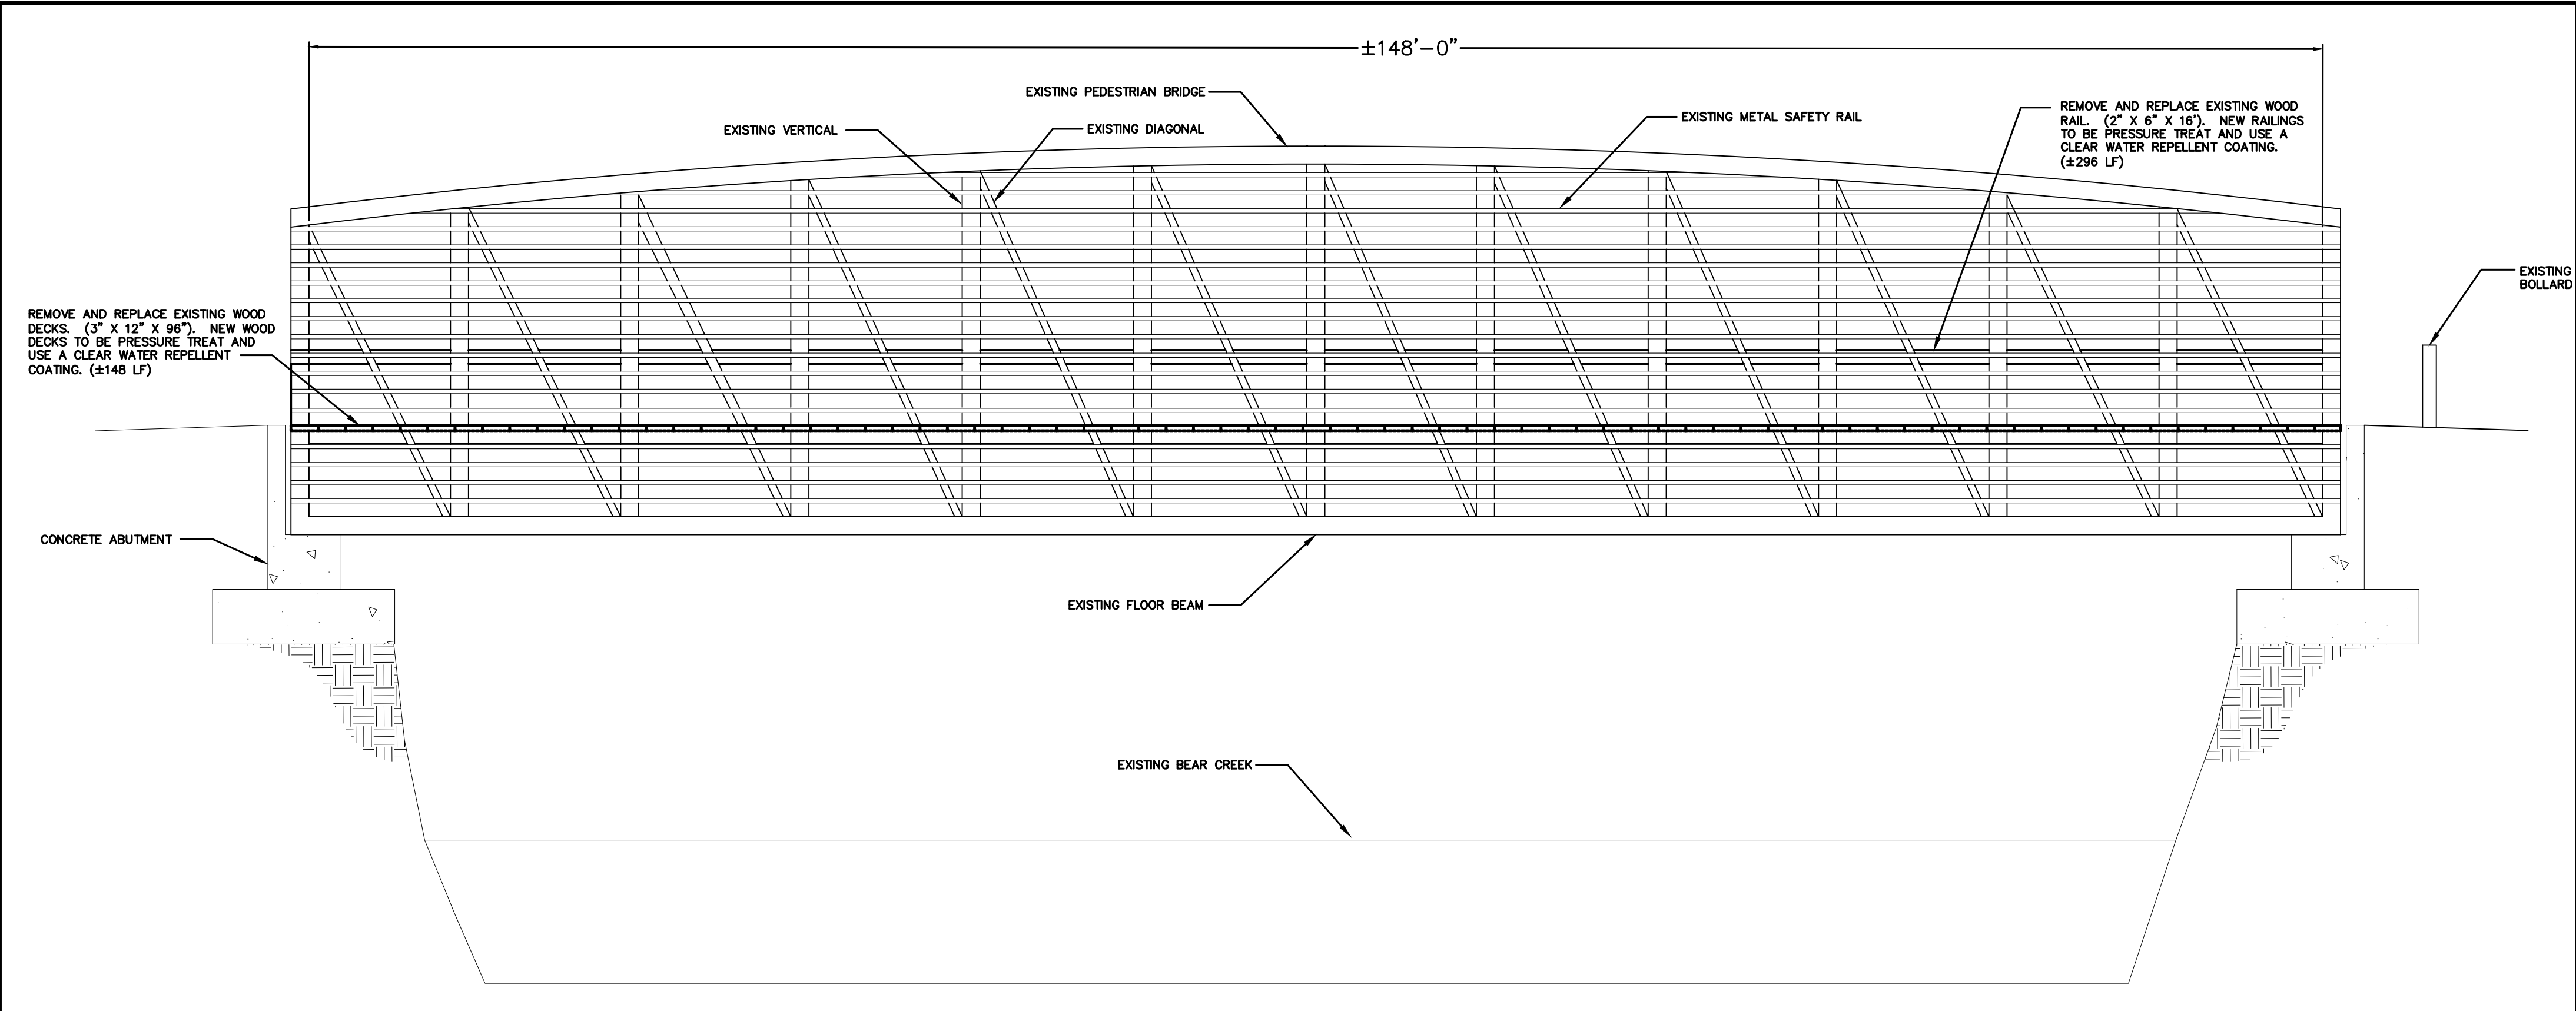 ±148'-0"
EXISTING PEDESTRIAN BRIDGE
EXISTING VERTICAL
EXISTING DIAGONAL
EXISTING METAL SAFETY RAIL
REMOVE AND REPLACE EXISTING WOOD
RAIL. (2" X 6" X 16'). NEW RAILINGS
TO BE PRESSURE TREAT AND USE A
CLEAR WATER REPELLENT COATING.
(±296 LF)
EXISTING
BOLLARD
REMOVE AND REPLACE EXISTING WOOD
DECKS. (3" X 12" X 96"). NEW WOOD
DECKS TO BE PRESSURE TREAT AND
USE A CLEAR WATER REPELLENT
COATING. (±148 LF)
CONCRETE ABUTMENT
EXISTING FLOOR BEAM
EXISTING BEAR CREEK